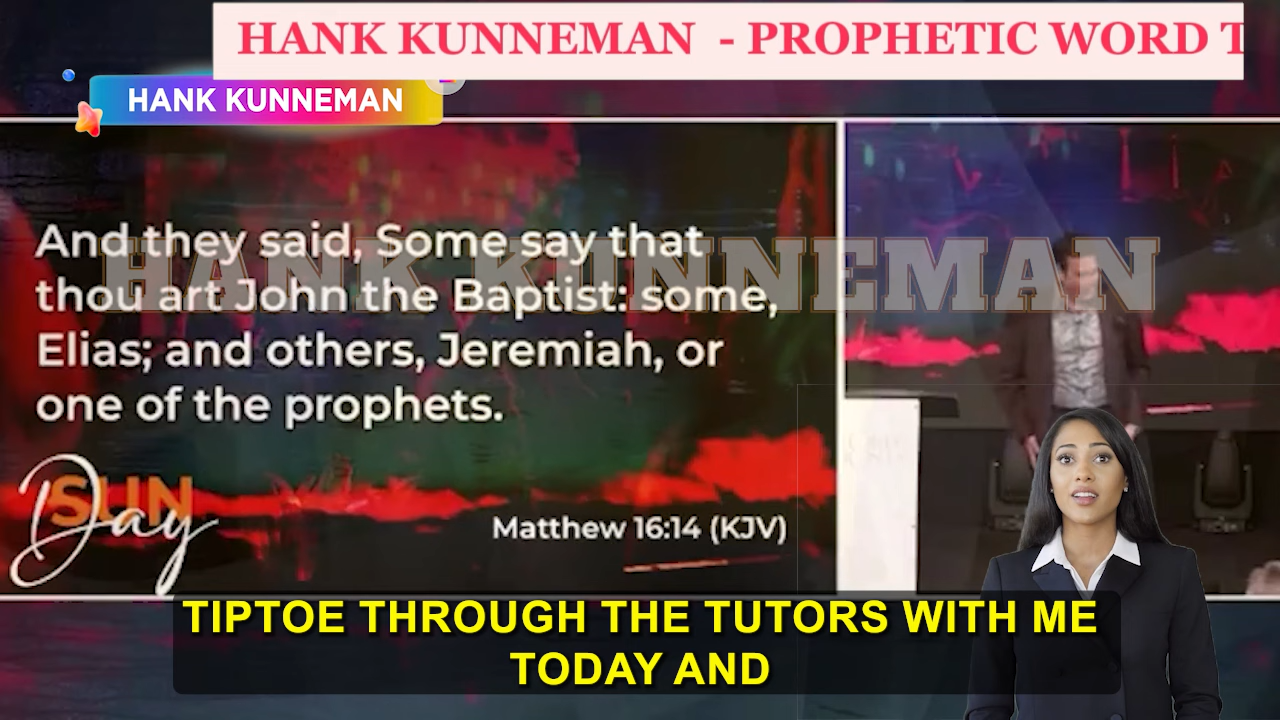 HANK KUNNEMAN - PROPHETIC WORD T
HANK KUNNEMAN
HANK KUNNEMAN
And they said, Some say that
thou art John the Baptist: some,
Elias; and others, Jeremiah, or
one of the prophets.
SUN
Day
Matthew 16:14 (KJV)
TIPTOE THROUGH THE TUTORS WITH ME
TODAY AND